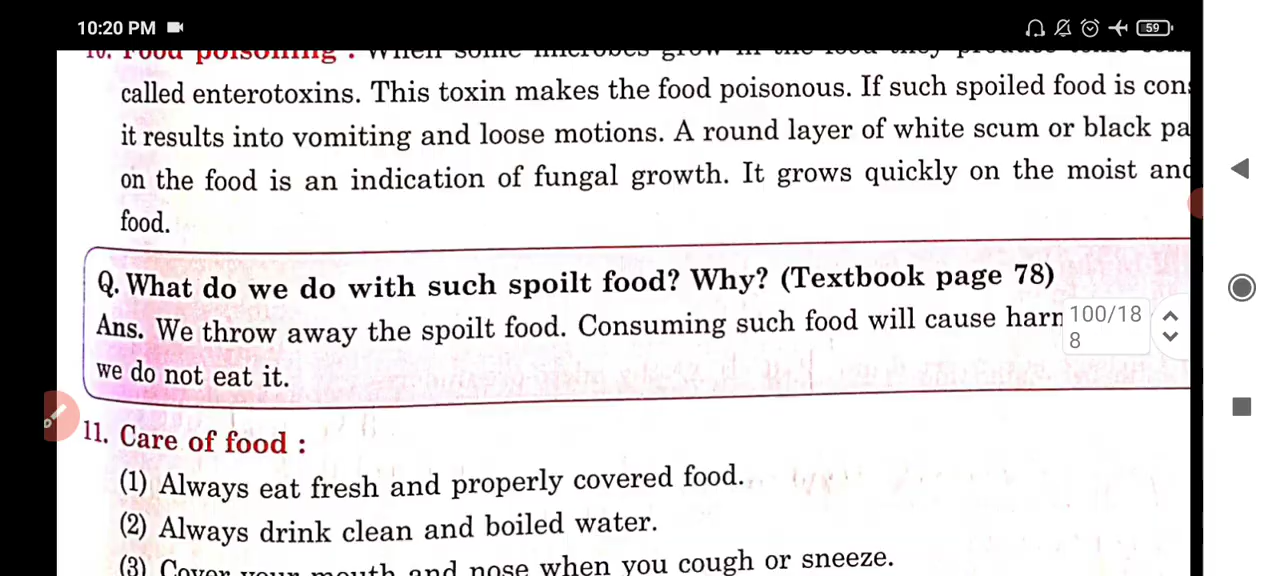 10:20 PM
59
10. Food poisoning : When some microbes grow in the food they produce some
called enterotoxins. This toxin makes the food poisonous. If such spoiled food is cons
it results into vomiting and loose motions. A round layer of white scum or black pa
on the food is an indication of fungal growth. It grows quickly on the moist and
food.
Q. What do we do with such spoilt food? Why? (Textbook page 78)
Ans. We throw away the spoilt food. Consuming such food will cause harm
100/18
8
we do not eat it.
11. Care of food :
(1) Always eat fresh and properly covered food.
(2) Always drink clean and boiled water.
(3) Cover your mouth and nose when you cough or sneeze.